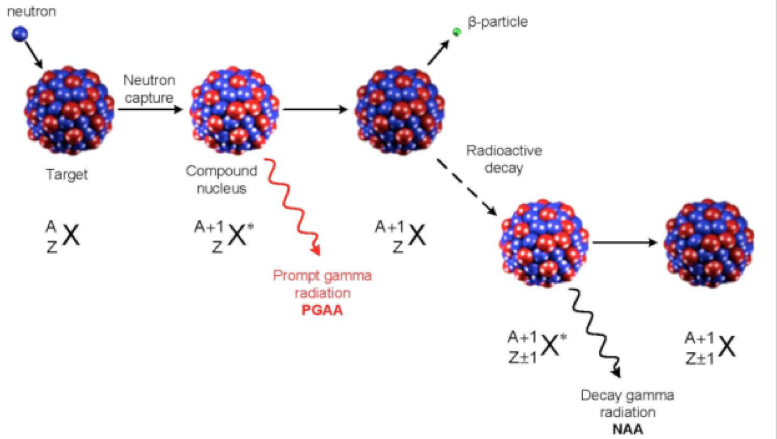 neutron
β-particle
Neutron
capture
Radioactive
decay
Target
Compound
nucleus
A
Z X
A+1
Z X*
A+1
Z X
Prompt gamma
radiation
PGAA
A+1
Z±1 X*
A+1
Z±1 X
Decay gamma
radiation
NAA